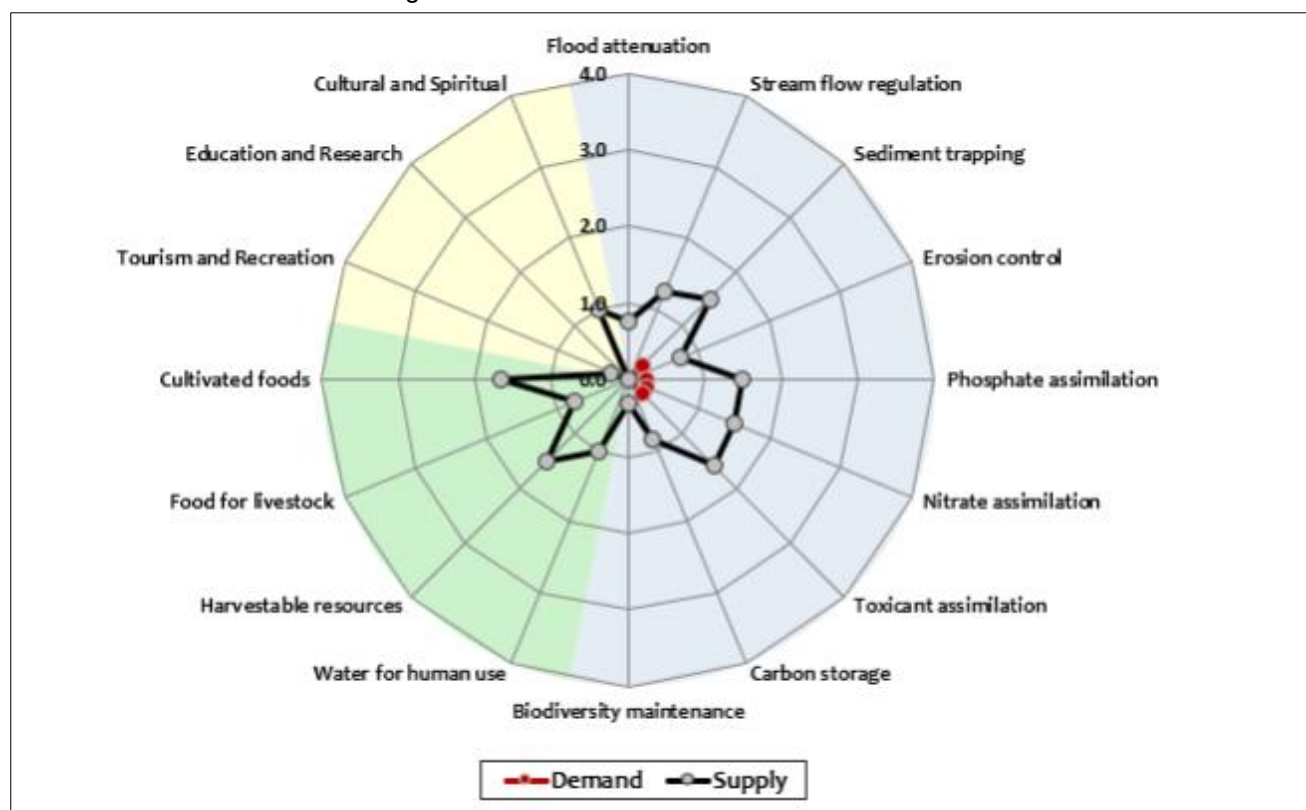 Flood attenuation
4.0
Cultural and Spiritual
Stream flow regulation
Education and Research
3.0
Sediment trapping
2.0
Tourism and Recreation
Erosion control
1.0
Cultivated foods
0.0
Phosphate assimilation
Food for livestock
Nitrate assimilation
Harvestable resources
Toxicant assimilation
Water for human use
Carbon storage
Biodiversity maintenance
Demand
Supply